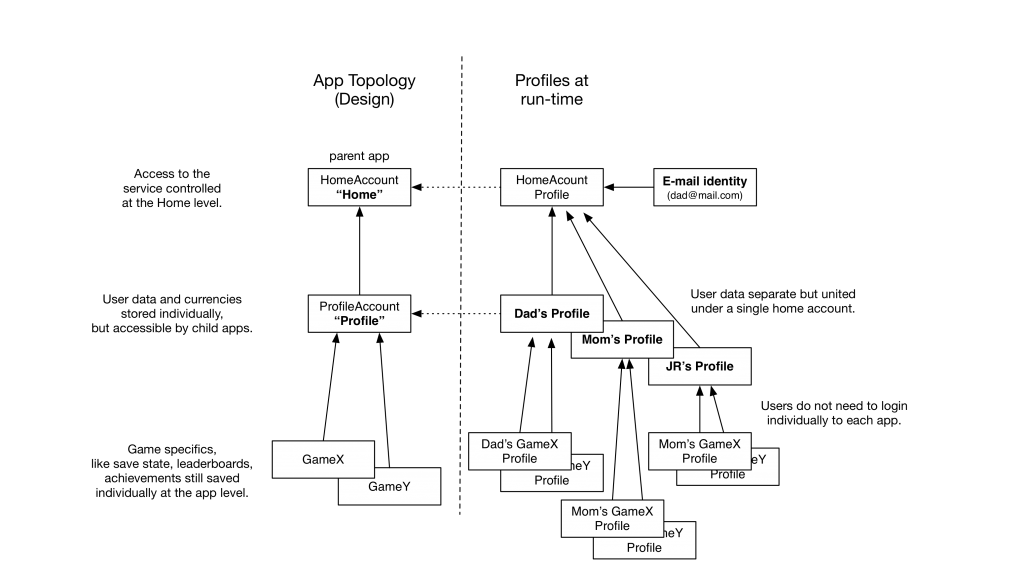 App Topology
(Design)
Profiles at
run-time
parent app
Access to the
service controlled
at the Home level.
HomeAccount
“Home”
HomeAcount
Profile
E-mail identity
(dad@mail.com)
User data and currencies
stored individually,
but accessible by child apps.
ProfileAccount
“Profile”
Dad’s Profile
Mom’s Profile
JR’s Profile
User data separate but united
under a single home account.
Users do not need to login
individually to each app.
Game specifics,
like save state, leaderboards,
achievements still saved
individually at the app level.
GameX
GameY
Dad’s GameX
Profile
eY
Profile
Mom’s GameX
Profile
neY
Profile
Mom’s GameX
Profile
eY
Profile